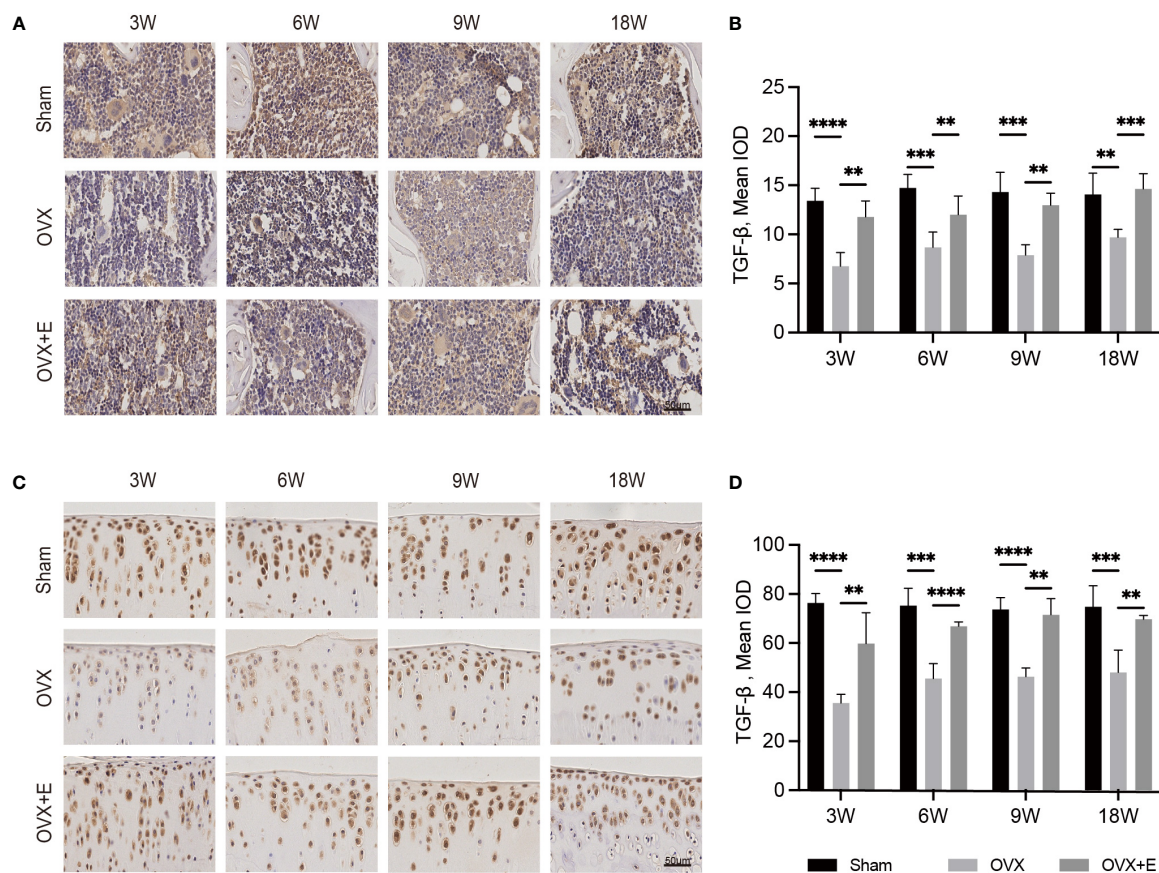 A 3W 6W 9W 18W
Sham
OVX
OVX+E
50μm
B
TGF-β, Mean IOD
25
20
15
10
5
0
**** ** *** ** *** ** ** ***
3W 6W 9W 18W
C 3W 6W 9W 18W
Sham
OVX
OVX+E
50μm
D
TGF-β , Mean IOD
100
80
60
40
20
0
**** ** *** **** **** ** *** **
3W 6W 9W 18W
Sham OVX OVX+E